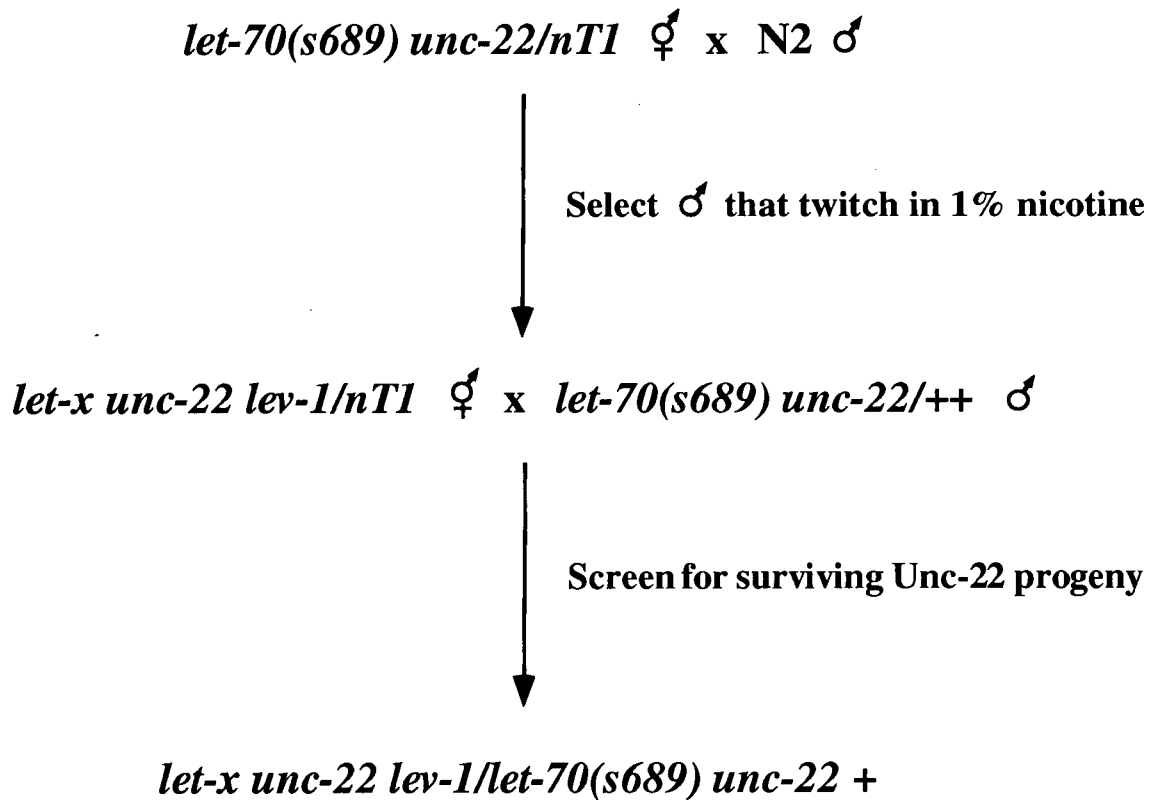 let-70(s689) unc-22/nT1 ⚥ x N2 ♂
Select ♂ that twitch in 1% nicotine
let-x unc-22 lev-1/nT1 ⚥ x let-70(s689) unc-22/++ ♂
Screen for surviving Unc-22 progeny
let-x unc-22 lev-1/let-70(s689) unc-22 +